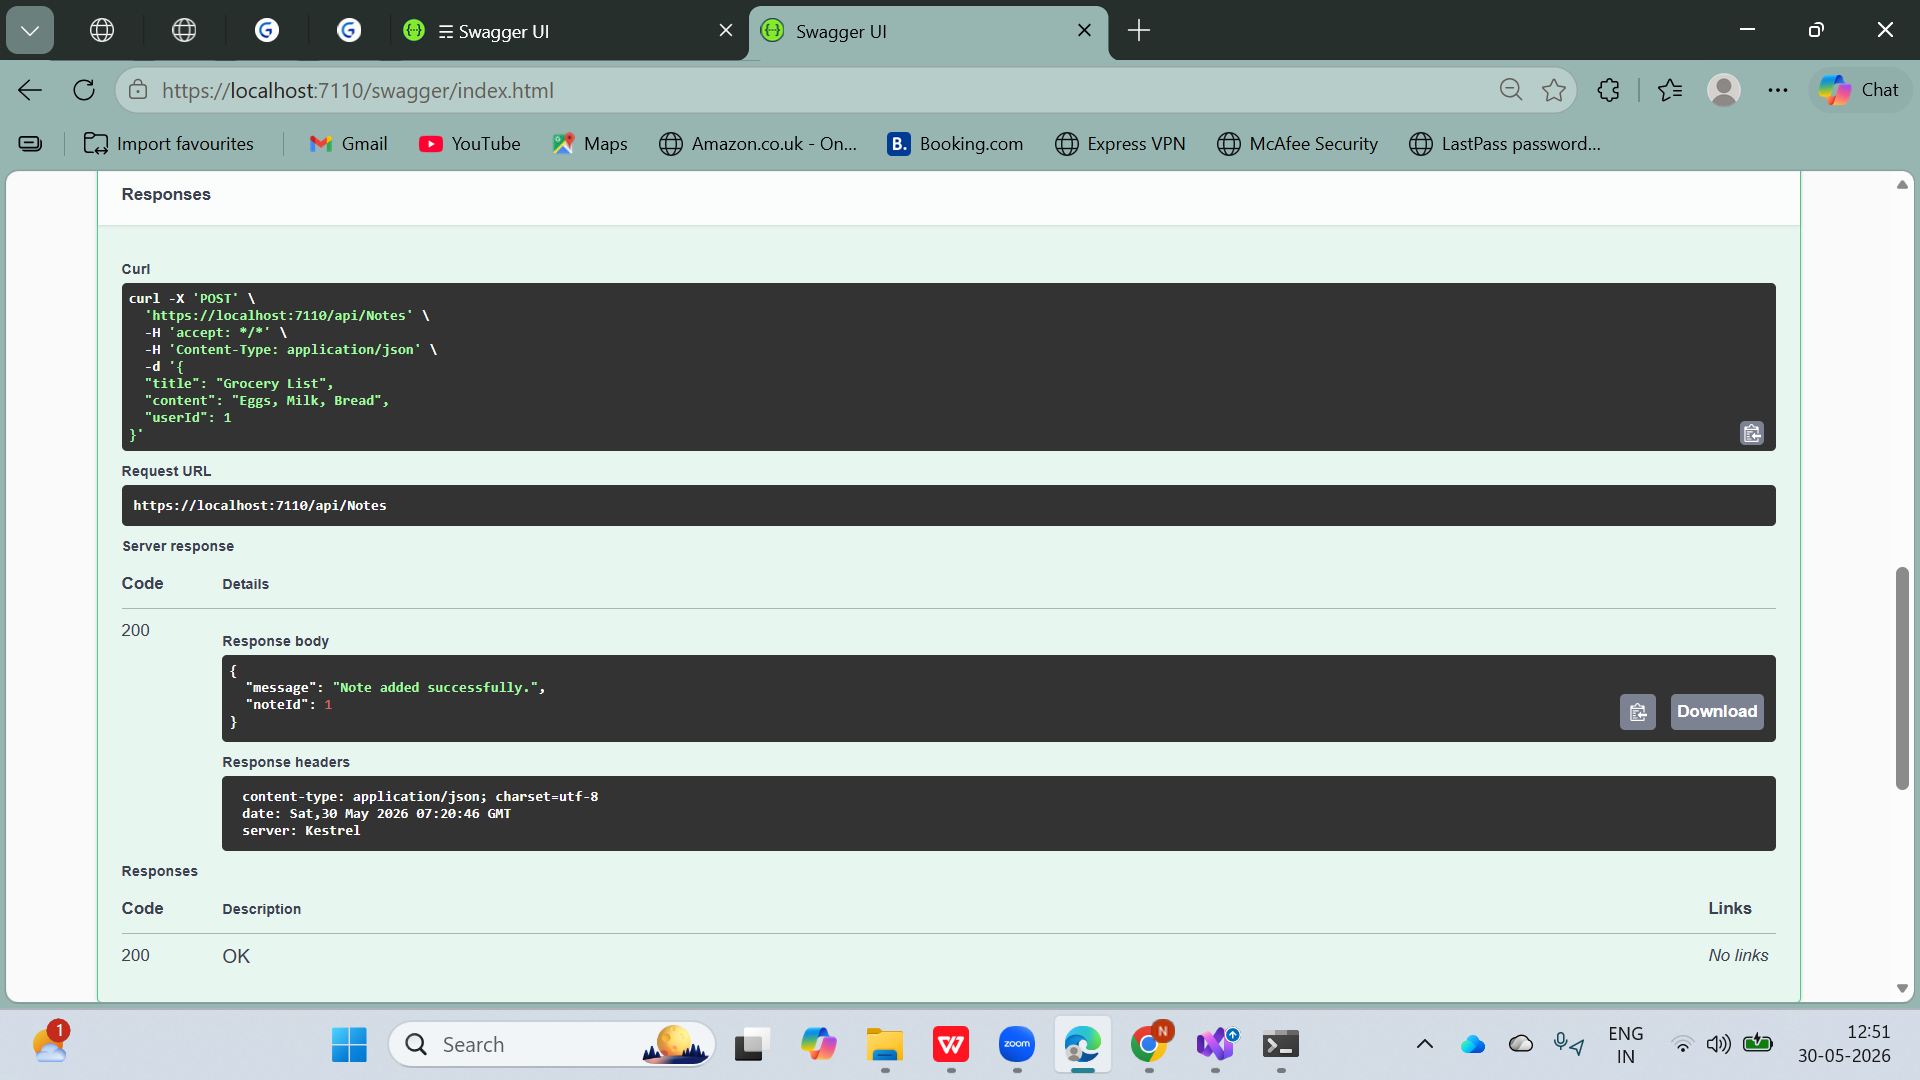 Swagger UI
Swagger UI
https://localhost:7110/swagger/index.html
Chat
Import favourites
Gmail
YouTube
Maps
Amazon.co.uk - On...
B. Booking.com
Express VPN
McAfee Security
LastPass password...
Responses
Curl
curl -X 'POST' \
'https://localhost:7110/api/Notes' \
-H 'accept: */*' \
-H 'Content-Type: application/json' \
-d '{
"title": "Grocery List",
"content": "Eggs, Milk, Bread",
"userId": 1
}'
Request URL
https://localhost:7110/api/Notes
Server response
Code Details
200
Response body
{
"message": "Note added successfully.",
"noteId": 1
}
Download
Response headers
content-type: application/json; charset=utf-8
date: Sat,30 May 2026 07:20:46 GMT
server: Kestrel
Responses
Code Description Links
200 OK No links
1
Search
W
zoom
N
ENG
IN
12:51
30-05-2026